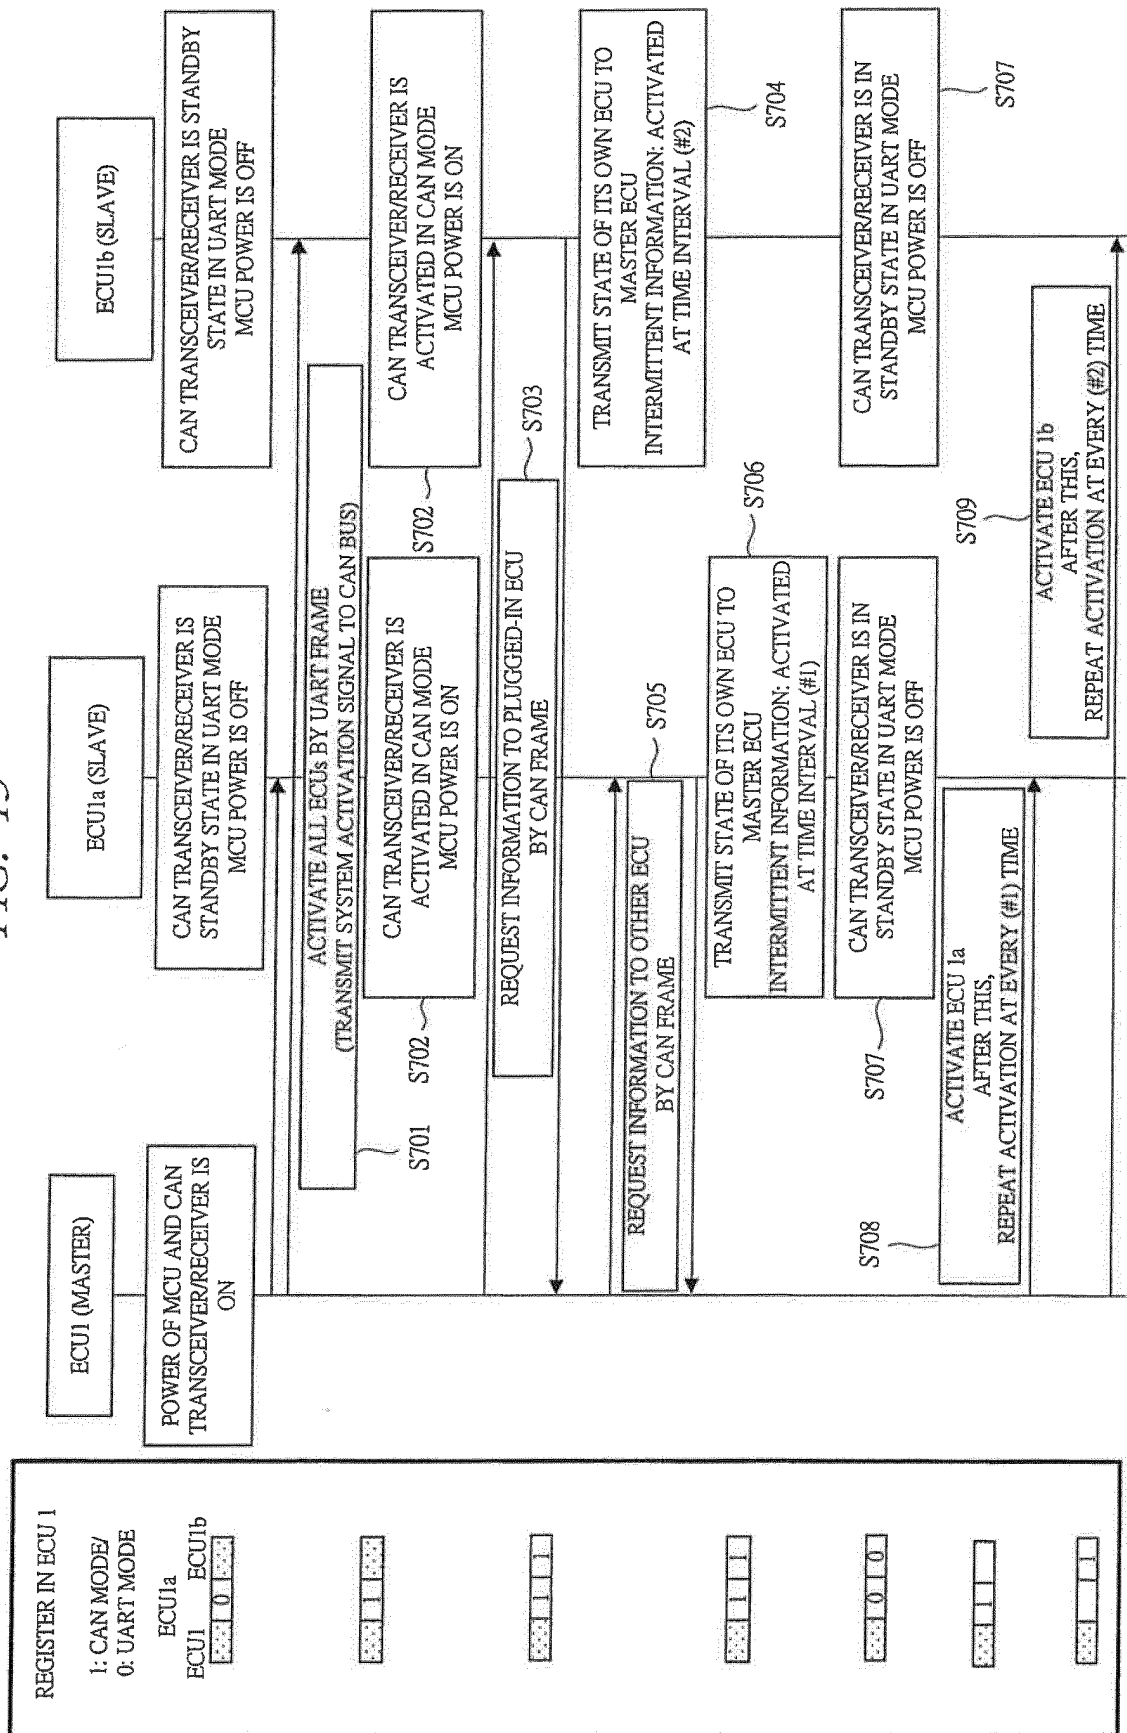 FIG. 19
REGISTER IN ECU 1
1: CAN MODE/
0: UART MODE
ECU1a
ECU1 ECU1b
0
1
1 1
1 1
0 0
1
1
ECU1 (MASTER)
ECU1a (SLAVE)
ECU1b (SLAVE)
POWER OF MCU AND CAN
TRANSCEIVER/RECEIVER IS
ON
CAN TRANSCEIVER/RECEIVER IS
STANDBY STATE IN UART MODE
MCU POWER IS OFF
CAN TRANSCEIVER/RECEIVER IS STANDBY
STATE IN UART MODE
MCU POWER IS OFF
ACTIVATE ALL ECUs BY UART FRAME
(TRANSMIT SYSTEM ACTIVATION SIGNAL TO CAN BUS)
S701
CAN TRANSCEIVER/RECEIVER IS
ACTIVATED IN CAN MODE
MCU POWER IS ON
S702
CAN TRANSCEIVER/RECEIVER IS
ACTIVATED IN CAN MODE
MCU POWER IS ON
S702
REQUEST INFORMATION TO PLUGGED-IN ECU
BY CAN FRAME
S703
TRANSMIT STATE OF ITS OWN ECU TO
MASTER ECU
INTERMITTENT INFORMATION: ACTIVATED
AT TIME INTERVAL (#2)
S704
REQUEST INFORMATION TO OTHER ECU
BY CAN FRAME
S705
TRANSMIT STATE OF ITS OWN ECU TO
MASTER ECU
INTERMITTENT INFORMATION: ACTIVATED
AT TIME INTERVAL (#1)
S706
CAN TRANSCEIVER/RECEIVER IS IN
STANDBY STATE IN UART MODE
MCU POWER IS OFF
S707
CAN TRANSCEIVER/RECEIVER IS IN
STANDBY STATE IN UART MODE
MCU POWER IS OFF
S707
ACTIVATE ECU 1a
AFTER THIS,
REPEAT ACTIVATION AT EVERY (#1) TIME
S708
ACTIVATE ECU 1b
AFTER THIS,
REPEAT ACTIVATION AT EVERY (#2) TIME
S709